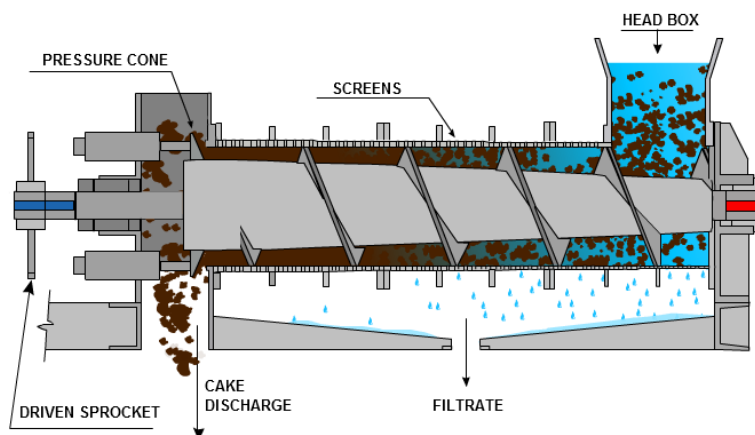 HEAD BOX
PRESSURE CONE
SCREENS
CAKE
DISCHARGE
FILTRATE
DRIVEN SPROCKET